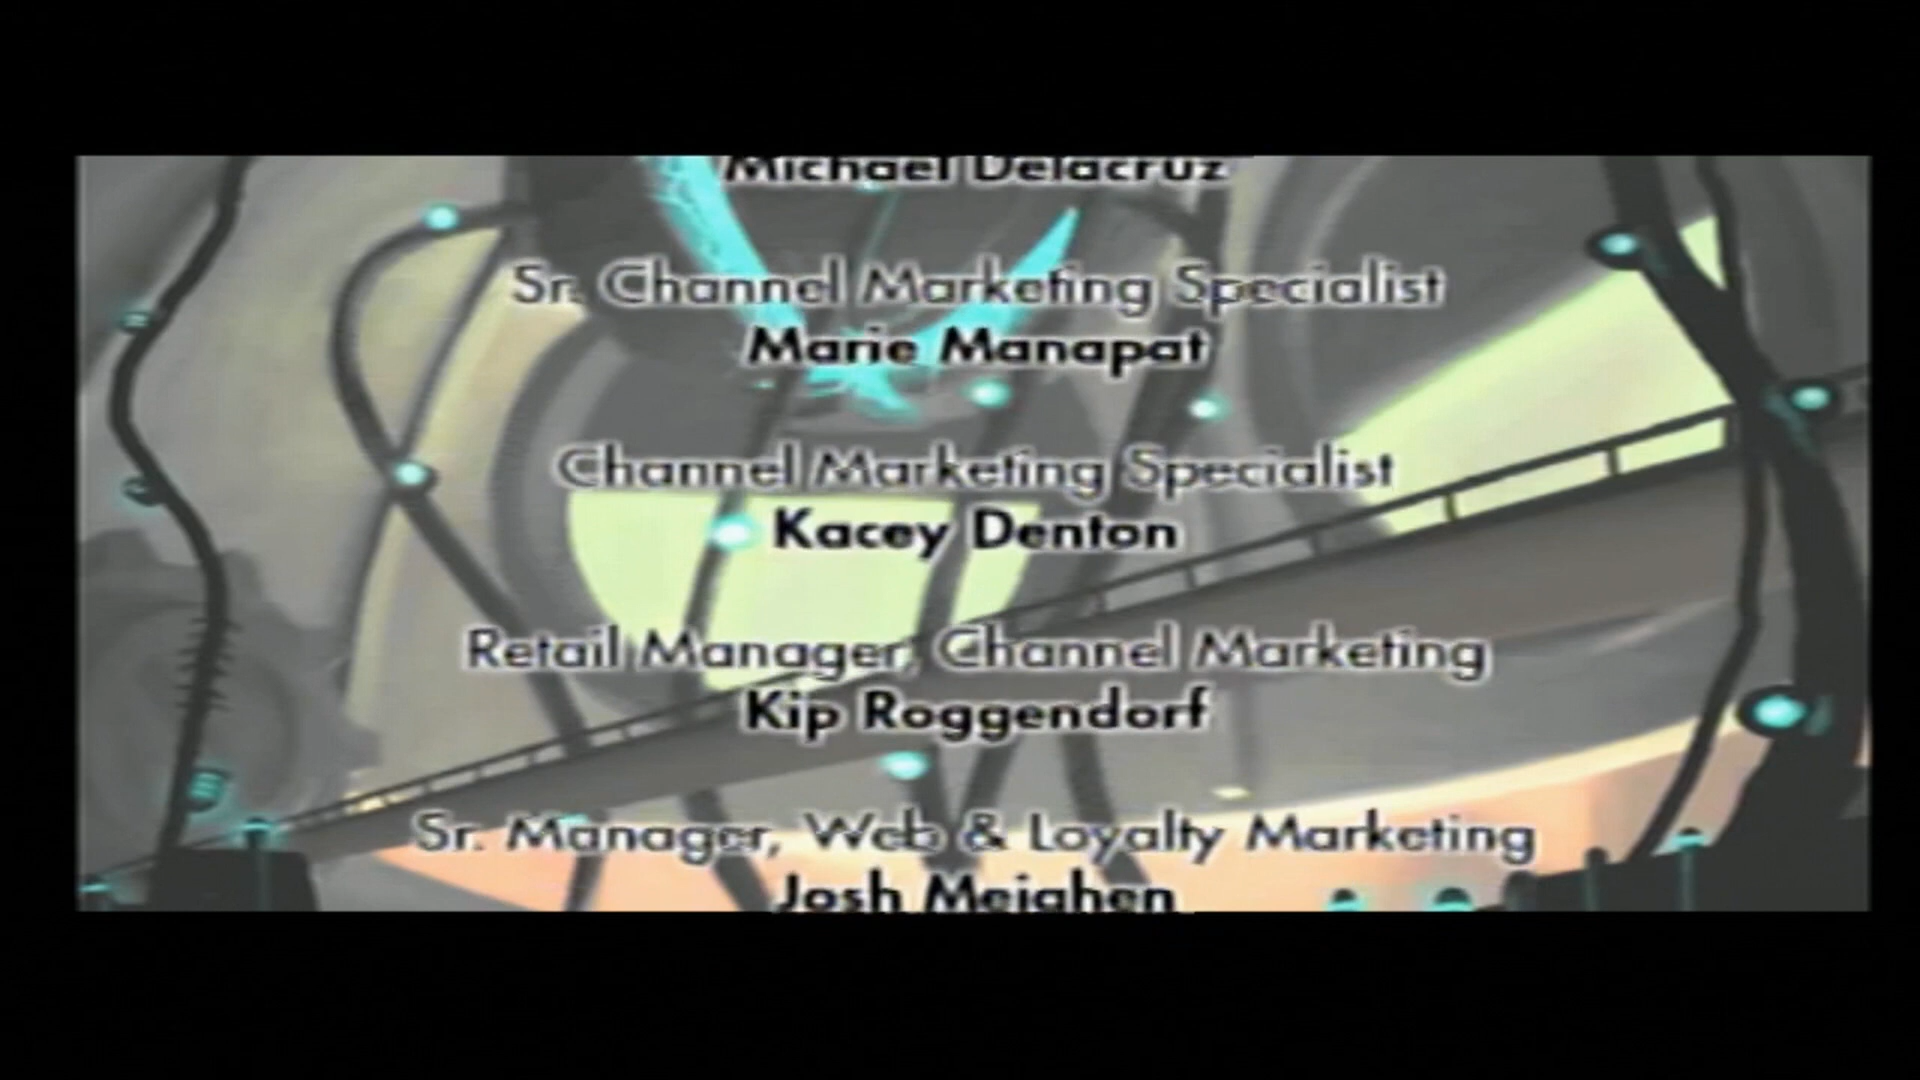 Michael Delacruz
Sr. Channel Marketing Specialist
Marie Manapat
Channel Marketing Specialist
Kacey Denton
Retail Manager, Channel Marketing
Kip Roggendorf
Sr. Manager, Web & Loyalty Marketing
Josh Meighen